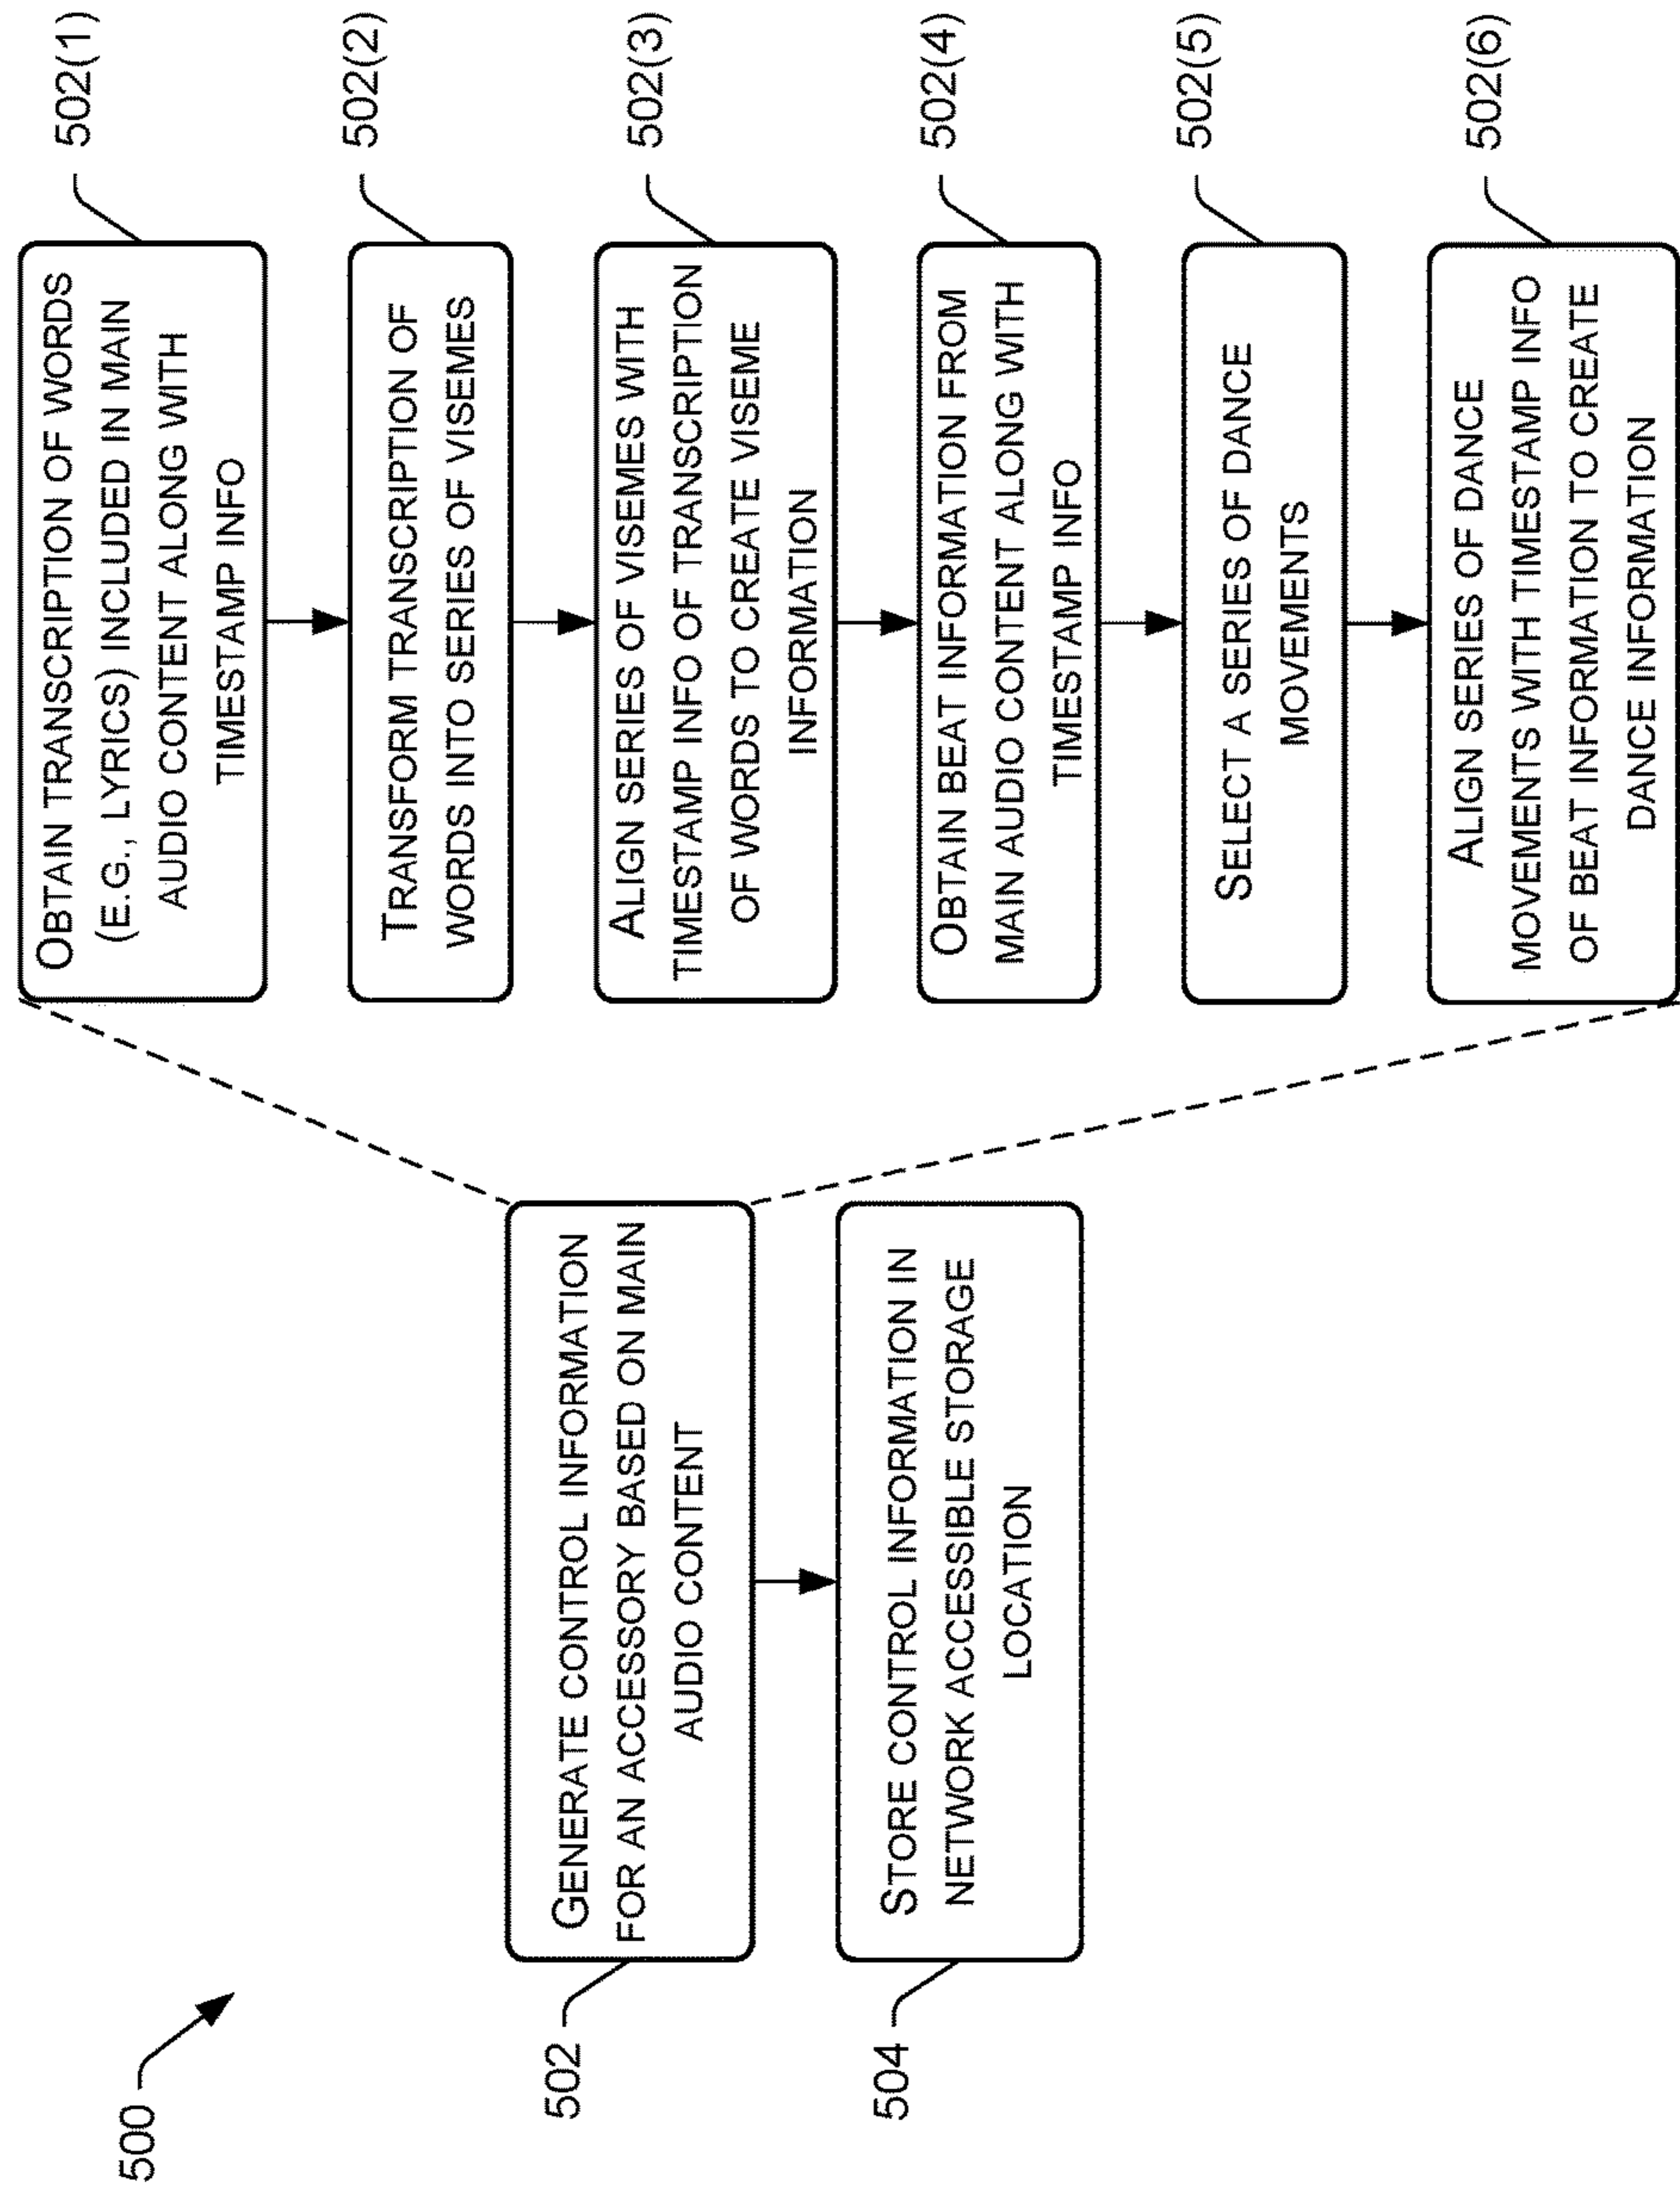 500
502
GENERATE CONTROL INFORMATION
FOR AN ACCESSORY BASED ON MAIN
AUDIO CONTENT
504
STORE CONTROL INFORMATION IN
NETWORK ACCESSIBLE STORAGE
LOCATION
OBTAIN TRANSCRIPTION OF WORDS
(E.G., LYRICS) INCLUDED IN MAIN
AUDIO CONTENT ALONG WITH
TIMESTAMP INFO
502(1)
TRANSFORM TRANSCRIPTION OF
WORDS INTO SERIES OF VISEMES
502(2)
ALIGN SERIES OF VISEMES WITH
TIMESTAMP INFO OF TRANSCRIPTION
OF WORDS TO CREATE VISEME
INFORMATION
502(3)
OBTAIN BEAT INFORMATION FROM
MAIN AUDIO CONTENT ALONG WITH
TIMESTAMP INFO
502(4)
SELECT A SERIES OF DANCE
MOVEMENTS
502(5)
ALIGN SERIES OF DANCE
MOVEMENTS WITH TIMESTAMP INFO
OF BEAT INFORMATION TO CREATE
DANCE INFORMATION
502(6)